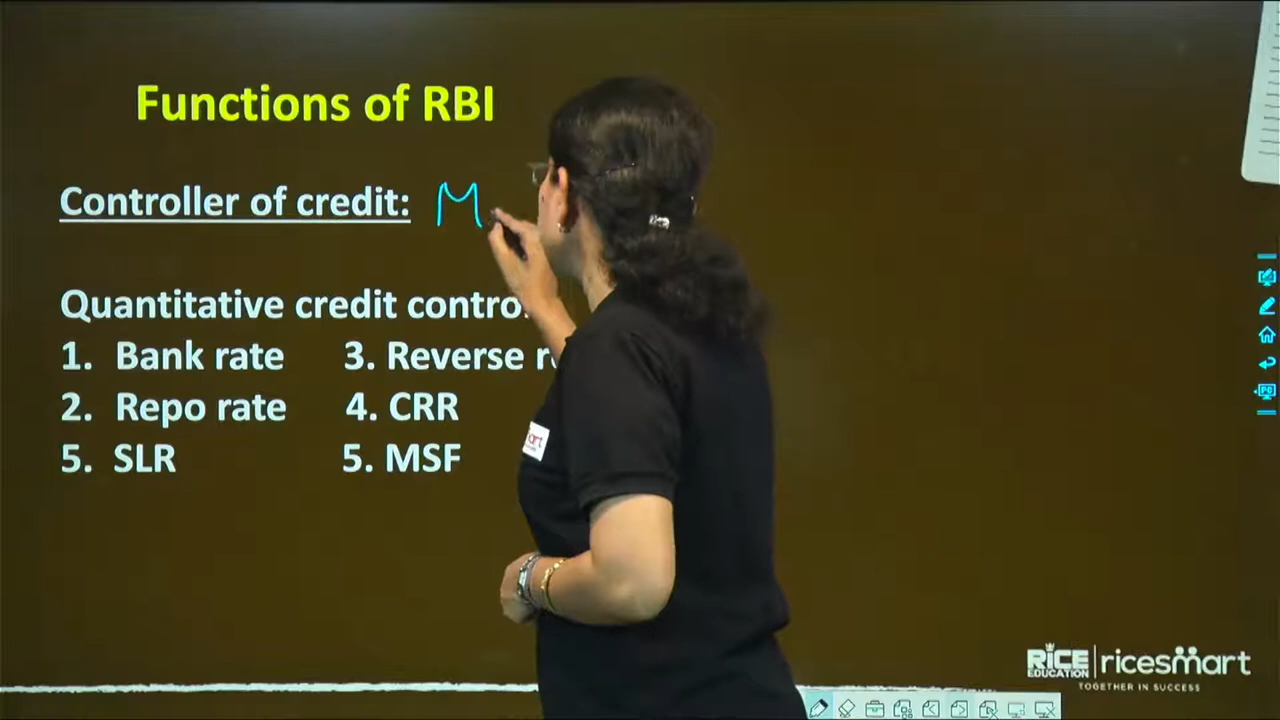 Functions of RBI
Controller of credit: M
Quantitative credit contro
1. Bank rate 3. Reverse
2. Repo rate 4. CRR
5. SLR 5. MSF
RICE EDUCATION ricesmart
TOGETHER IN SUCCESS